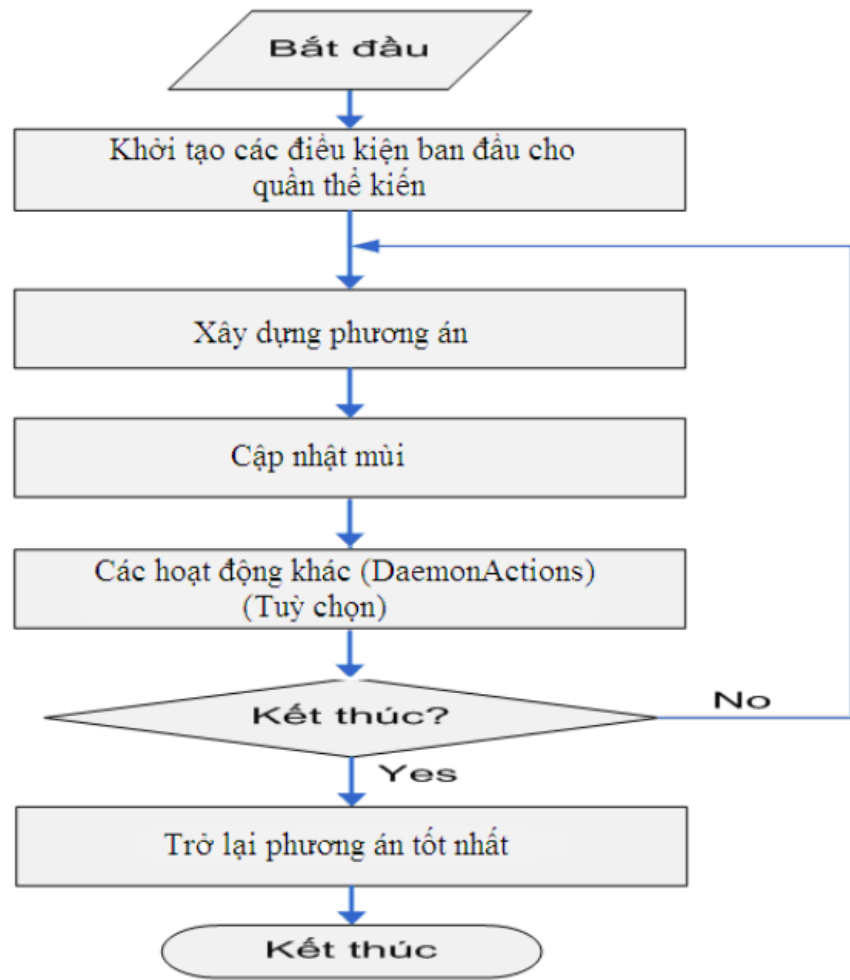 Bắt đầu
Khởi tạo các điều kiện ban đầu cho
quần thể kiến
Xây dựng phương án
Cập nhật mùi
Các hoạt động khác (DaemonActions)
(Tuỳ chọn)
Kết thúc?
No
Yes
Trở lại phương án tốt nhất
Kết thúc